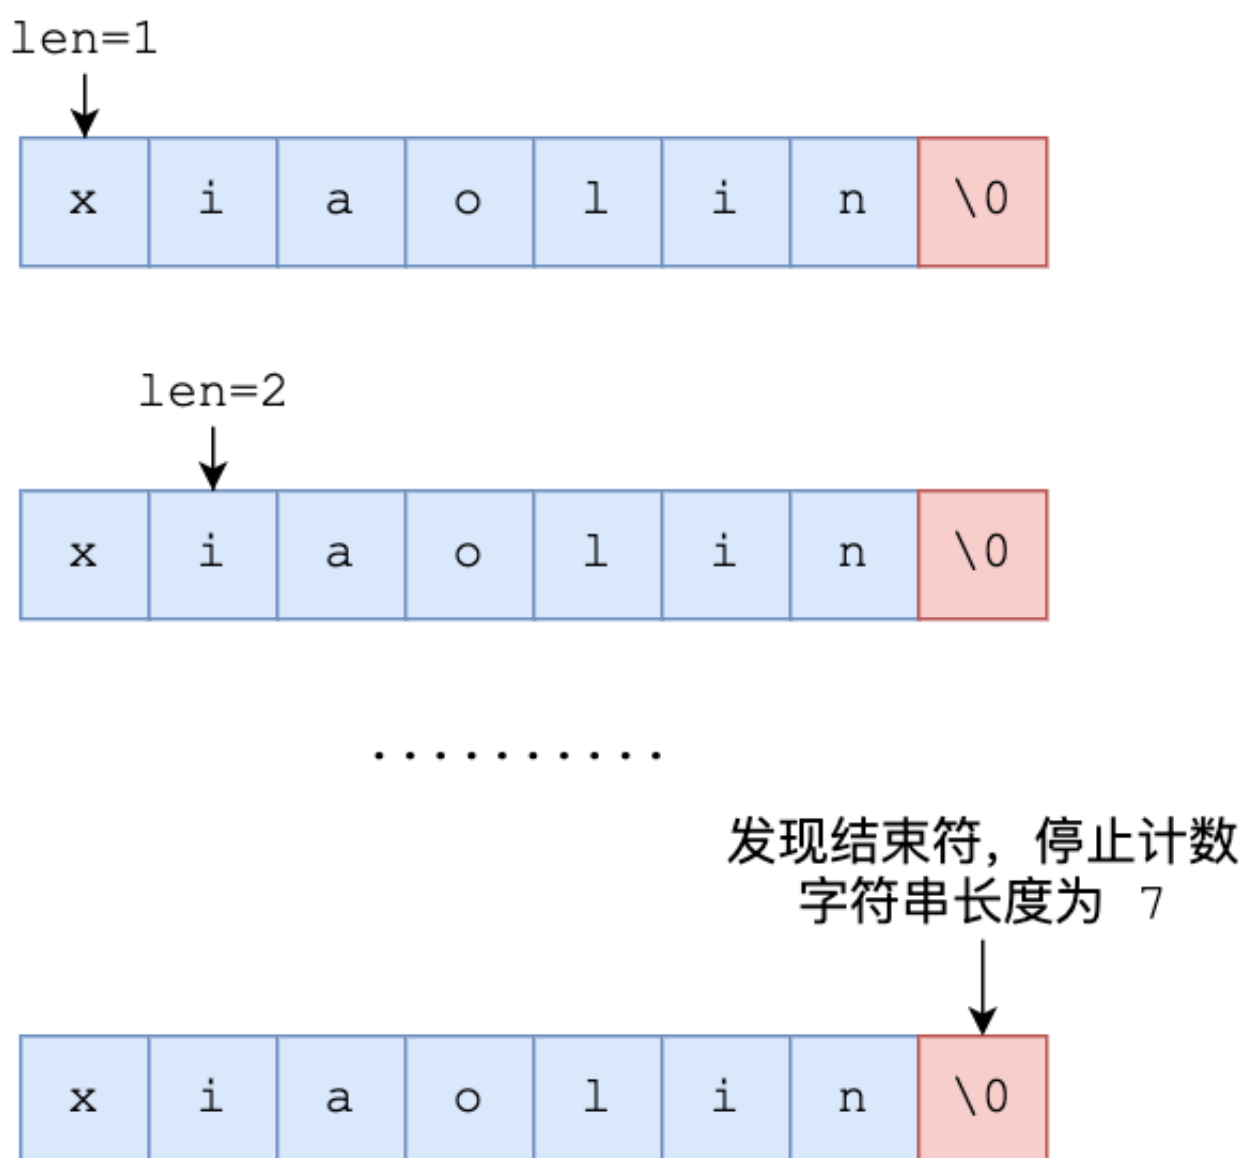 len=1
x i a o l i n \0
len=2
x i a o l i n \0
..........
发现结束符，停止计数
字符串长度为 7
x i a o l i n \0